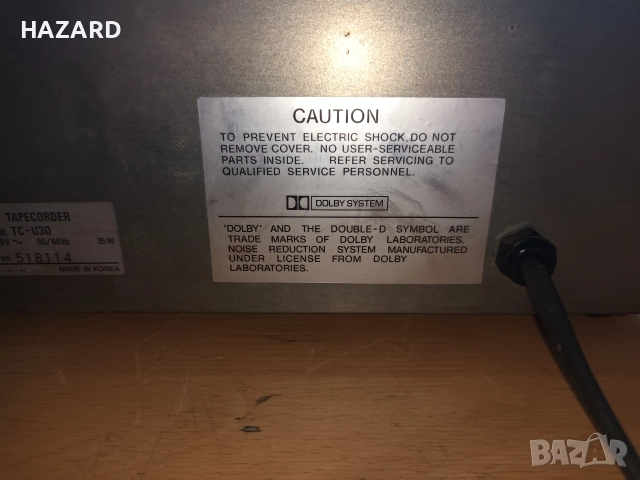 HAZARD
CAUTION
TO PREVENT ELECTRIC SHOCK, DO NOT
REMOVE COVER. NO USER-SERVICEABLE
PARTS INSIDE. REFER SERVICING TO
QUALIFIED SERVICE PERSONNEL.
DOLBY SYSTEM
'DOLBY' AND THE DOUBLE-D SYMBOL ARE
TRADE MARKS OF DOLBY LABORATORIES.
NOISE REDUCTION SYSTEM MANUFACTURED
UNDER LICENSE FROM DOLBY
LABORATORIES.
TAPECORDER
TC-U30
50/60Hz 15W
518114
MADE IN KOREA
BAZAR